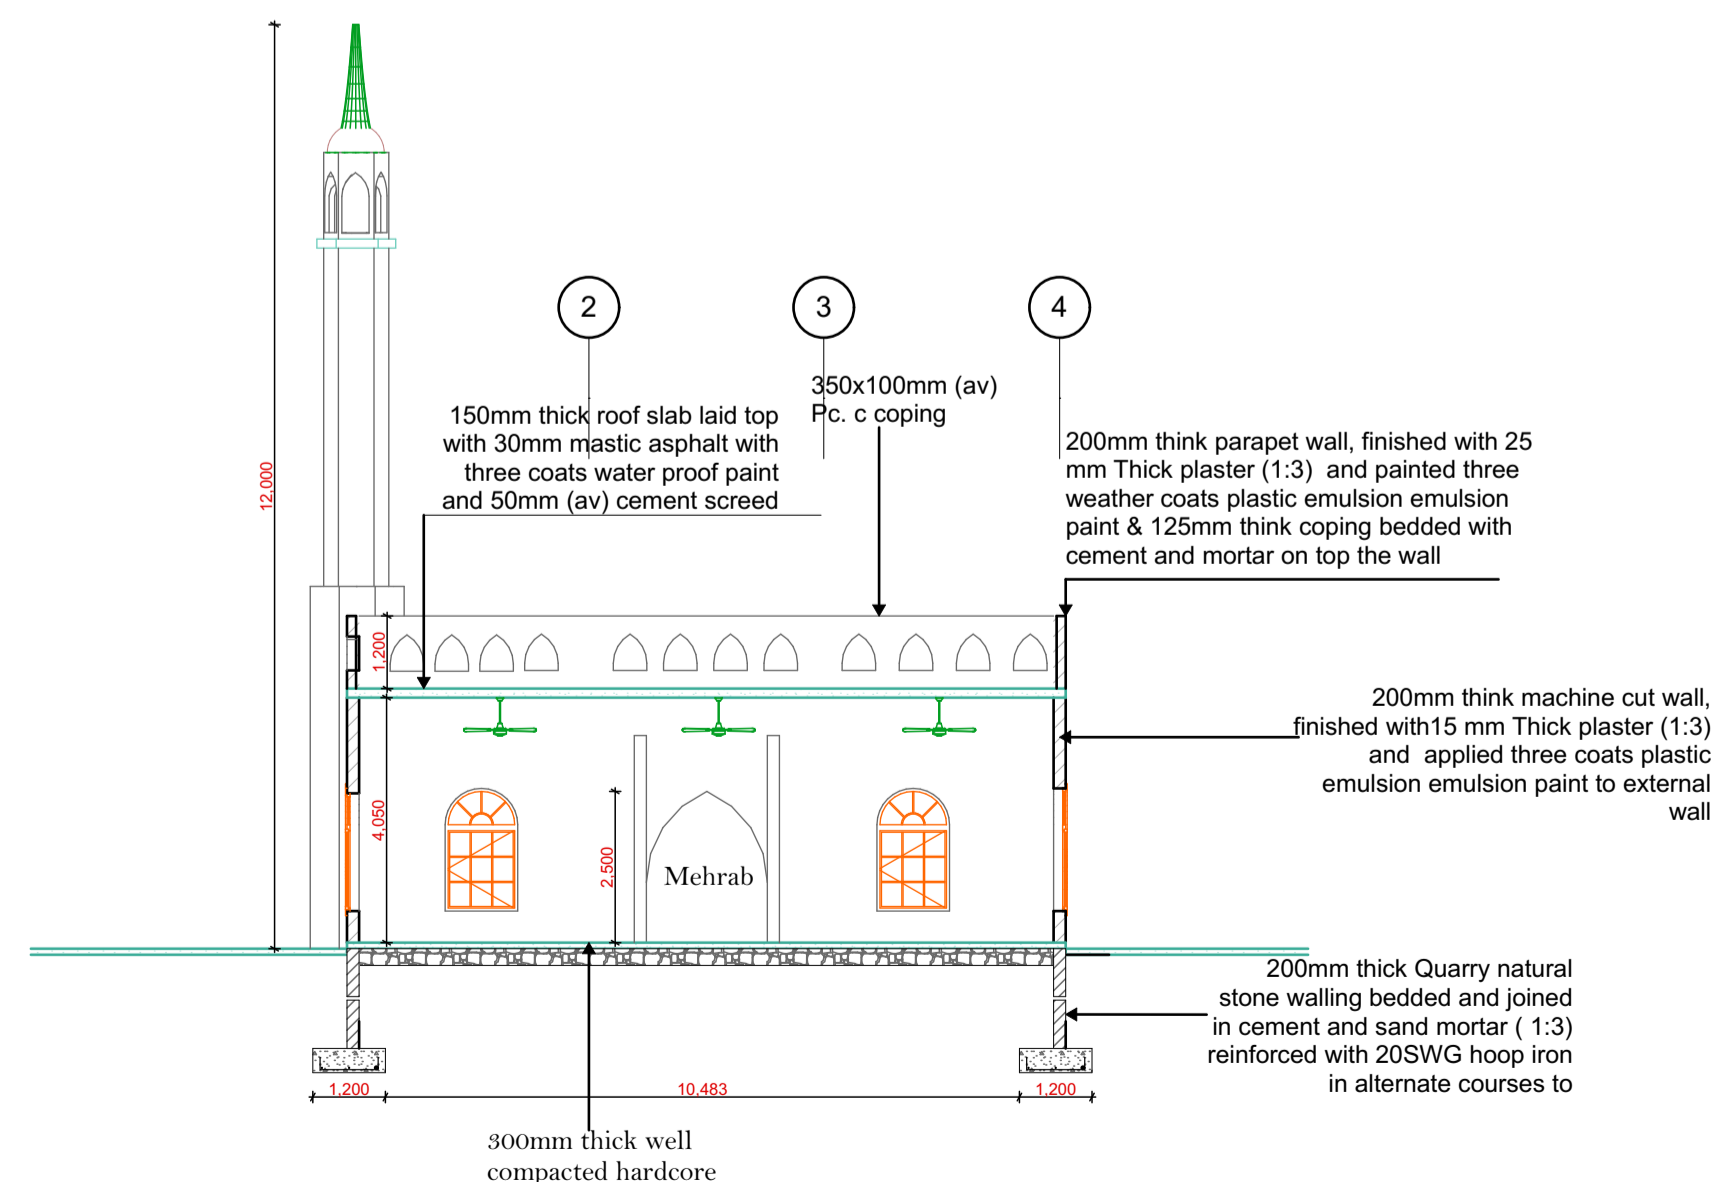 2
3
4
350x100mm (av)
Pc. c coping
150mm thick roof slab laid top
with 30mm mastic asphalt with
three coats water proof paint
and 50mm (av) cement screed
200mm think parapet wall, finished with 25
mm Thick plaster (1:3) and painted three
weather coats plastic emulsion emulsion
paint & 125mm think coping bedded with
cement and mortar on top the wall
12,000
1,200
200mm think machine cut wall,
finished with15 mm Thick plaster (1:3)
and applied three coats plastic
emulsion emulsion paint to external
wall
4,050
2,500
Mehrab
200mm thick Quarry natural
stone walling bedded and joined
in cement and sand mortar ( 1:3)
reinforced with 20SWG hoop iron
in alternate courses to
1,200
10,483
1,200
300mm thick well
compacted hardcore